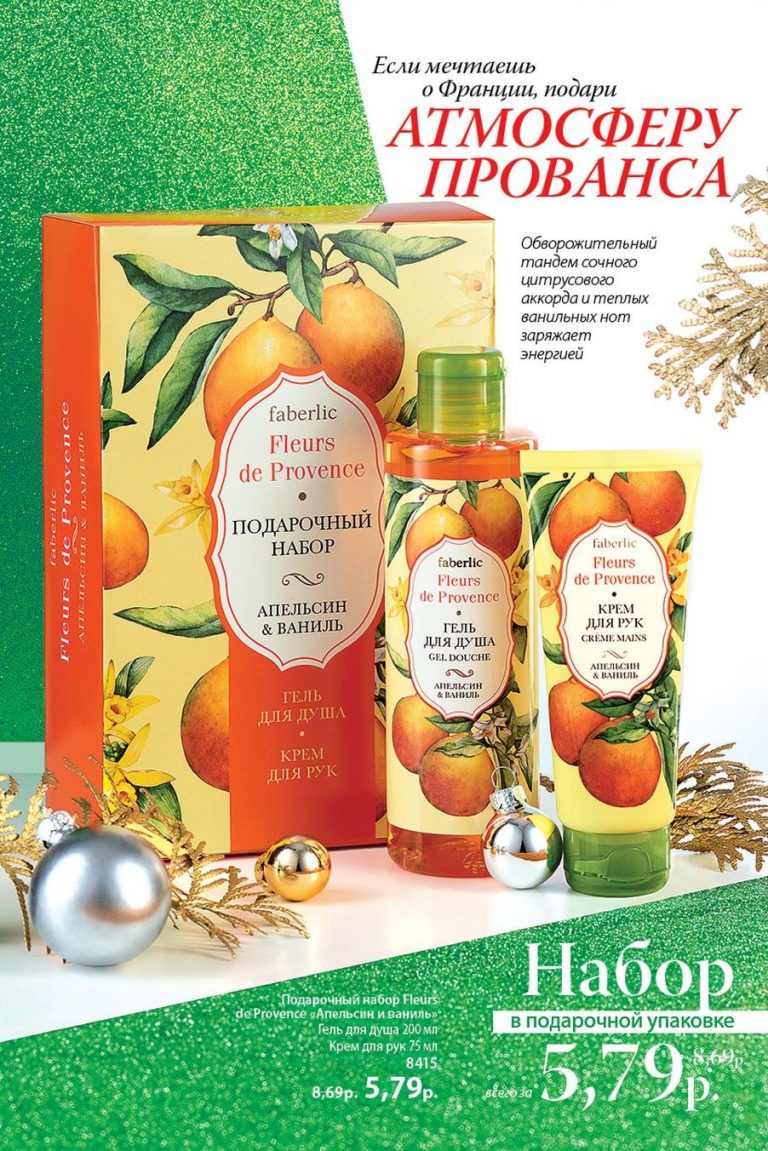 Если мечтаешь
о Франции, подари
АТМОСФЕРУ
ПРОВАНСА
Обворожительный
тандем сочного
цитрусового
аккорда и теплых
ванильных нот
заряжает
энергией
faberlic
Fleurs de Provence
АПЕЛЬСИН & ВАНИЛЬ
faberlic
Fleurs
de Provence
ПОДАРОЧНЫЙ
НАБОР
АПЕЛЬСИН
& ВАНИЛЬ
ГЕЛЬ
ДЛЯ ДУША
КРЕМ
ДЛЯ РУК
faberlic
Fleurs
de Provence
ГЕЛЬ
ДЛЯ ДУША
GEL DOUCHE
АПЕЛЬСИН
& ВАНИЛЬ
faberlic
Fleurs
de Provence
КРЕМ
ДЛЯ РУК
CRÈME MAINS
АПЕЛЬСИН
& ВАНИЛЬ
Подарочный набор Fleurs
de Provence «Апельсин и ваниль»
Гель для душа 200 мл
Крем для рук 75 мл
8415
8,69р. 5,79р.
Набор
в подарочной упаковке
всего за 5,79р. 8,69р.